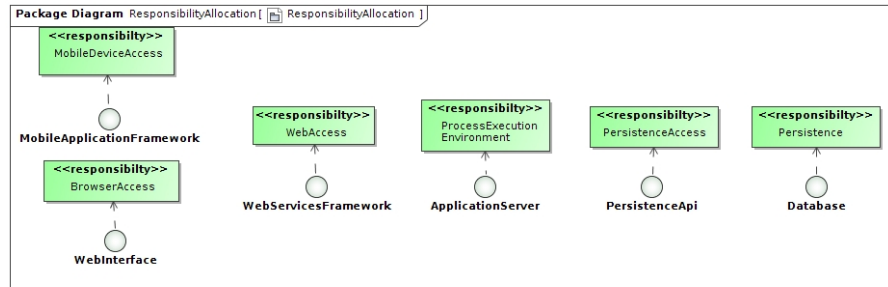 Package Diagram ResponsibilityAllocation [ ResponsibilityAllocation ]
<<responsibilty>>
MobileDeviceAccess
MobileApplicationFramework
<<responsibilty>>
BrowserAccess
WebInterface
<<responsibilty>>
WebAccess
WebServicesFramework
<<responsibilty>>
ProcessExecution
Environment
ApplicationServer
<<responsibilty>>
PersistenceAccess
PersistenceApi
<<responsibilty>>
Persistence
Database